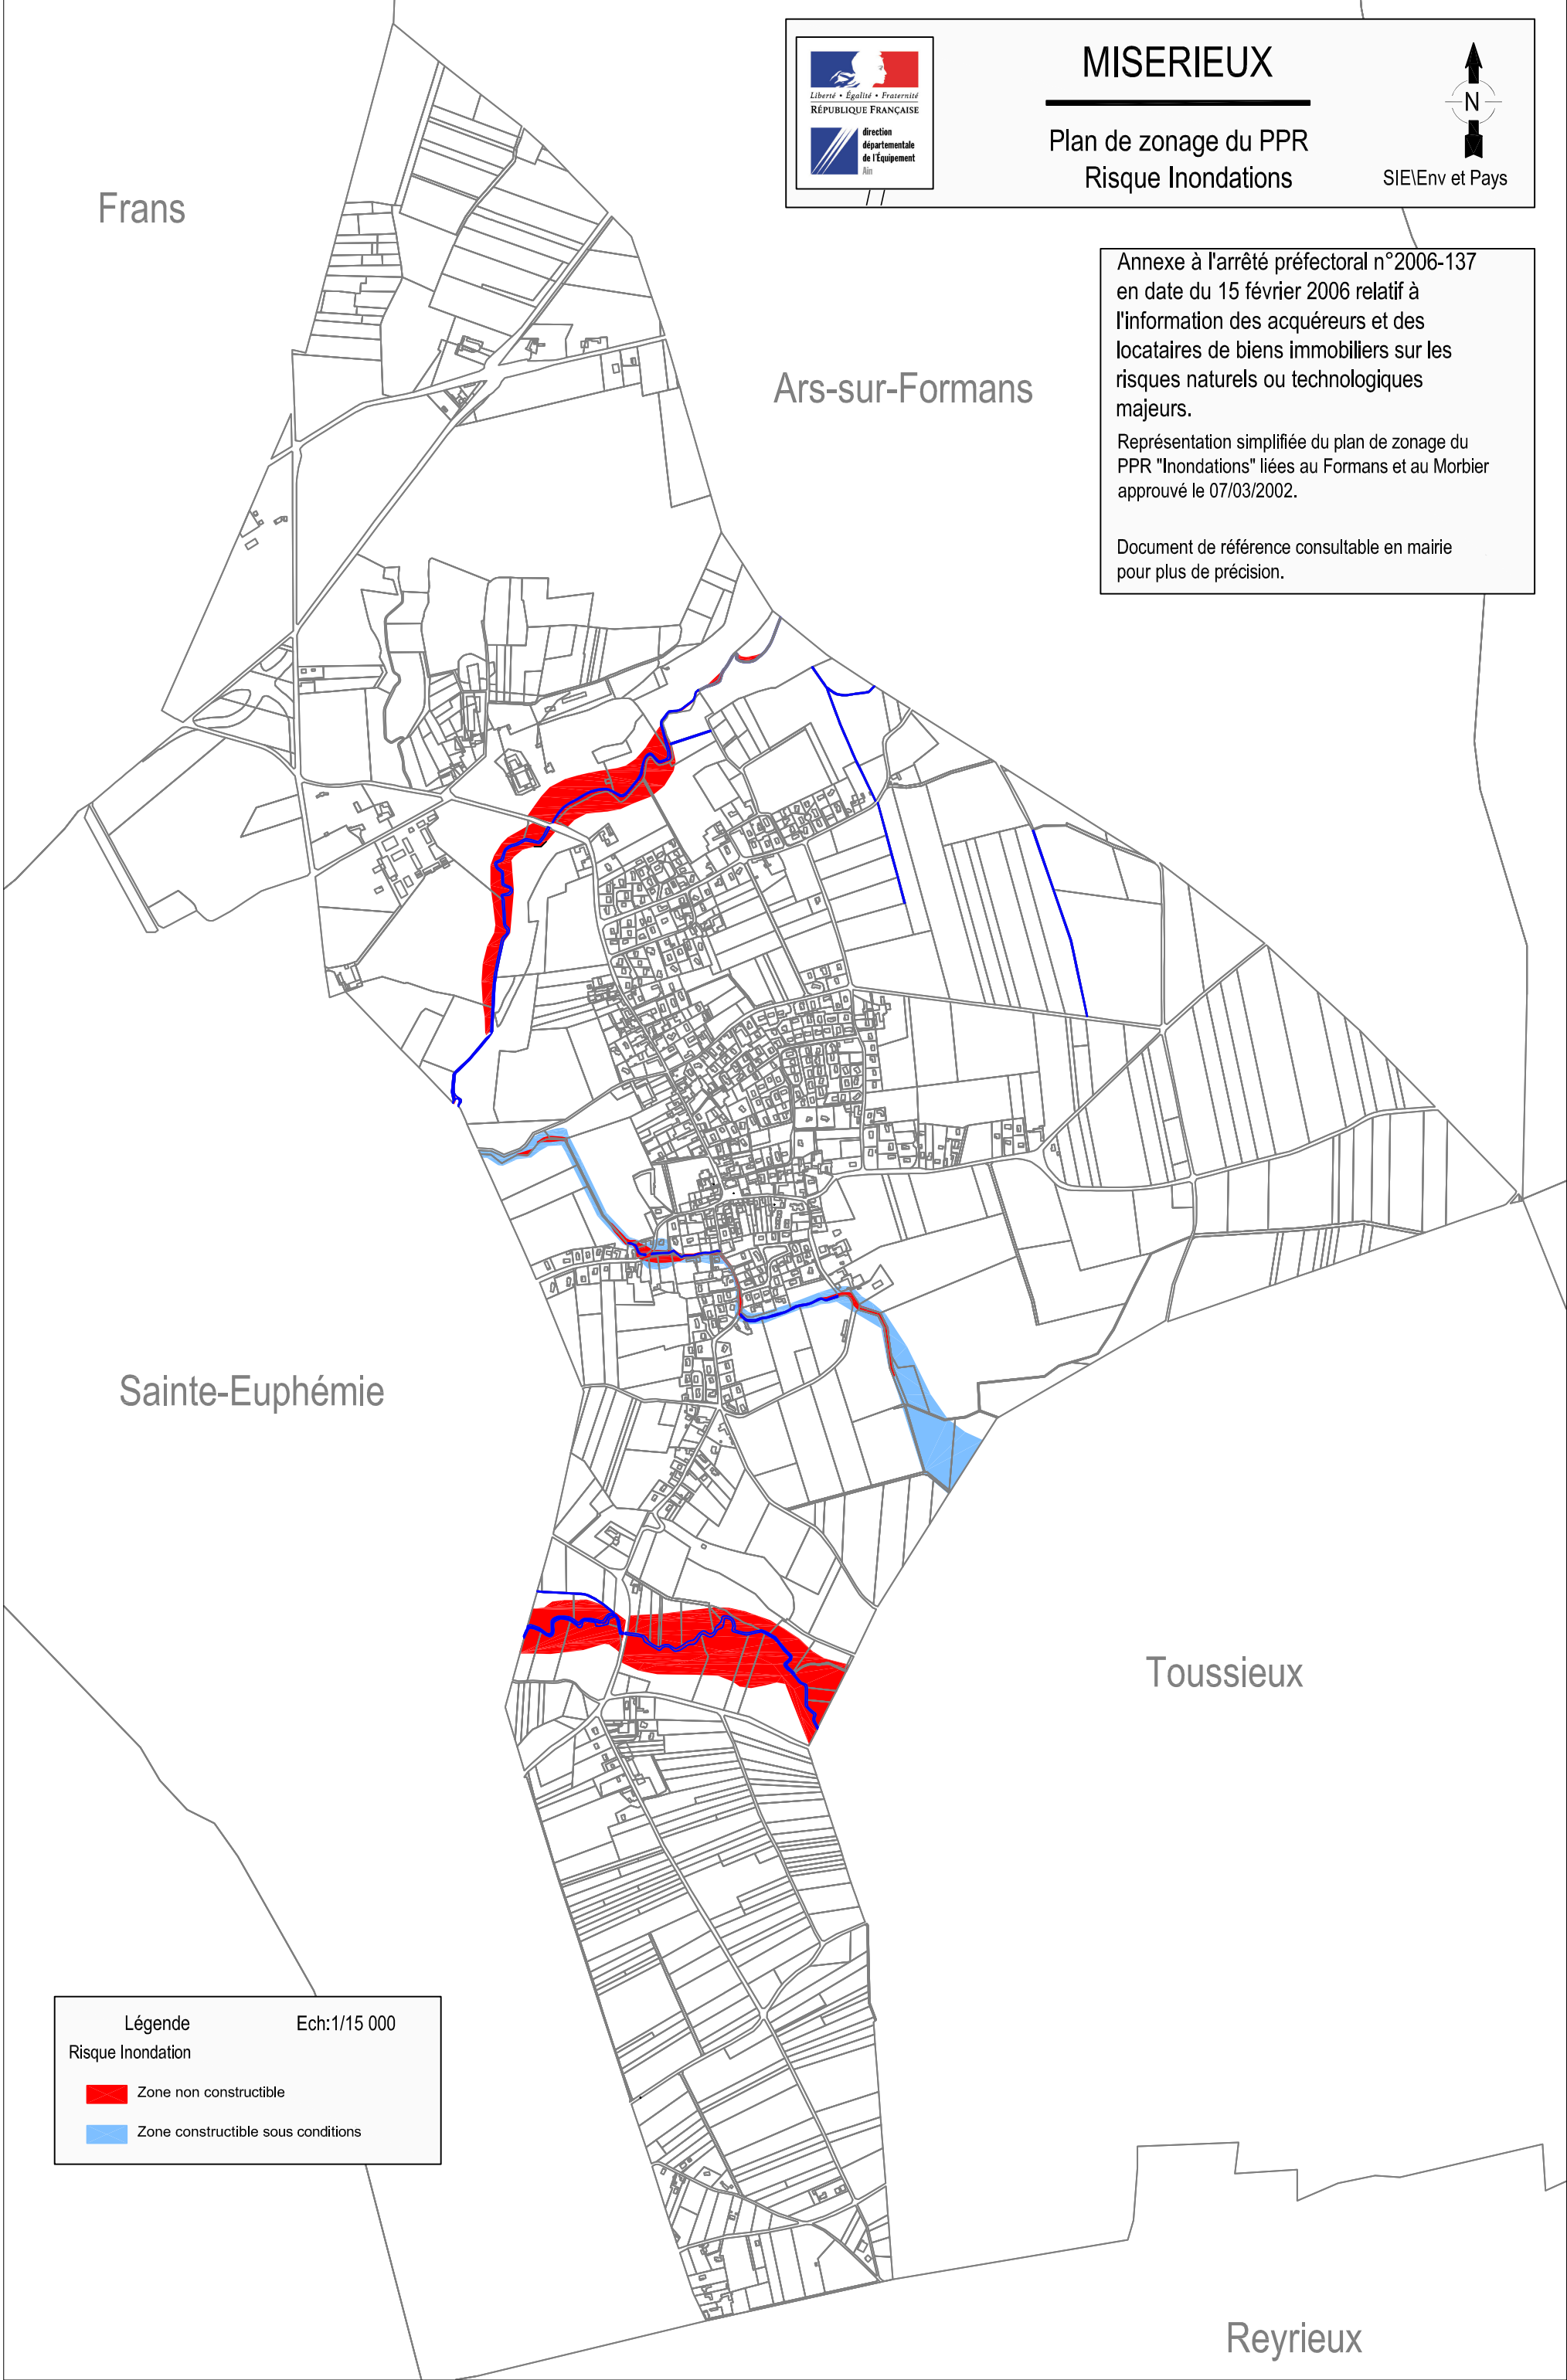 MISERIEUX
Plan de zonage du PPR
Risque Inondations
Liberté • Égalité • Fraternité
RÉPUBLIQUE FRANÇAISE
direction
départementale
de l'Équipement
Ain
N
SIE\Env et Pays
Annexe à l'arrêté préfectoral n°2006-137
en date du 15 février 2006 relatif à
l'information des acquéreurs et des
locataires de biens immobiliers sur les
risques naturels ou technologiques
majeurs.
Représentation simplifiée du plan de zonage du
PPR "Inondations" liées au Formans et au Morbier
approuvé le 07/03/2002.
Document de référence consultable en mairie
pour plus de précision.
Frans
Ars-sur-Formans
Sainte-Euphémie
Toussieux
Légende Ech:1/15 000
Risque Inondation
Zone non constructible
Zone constructible sous conditions
Reyrieux